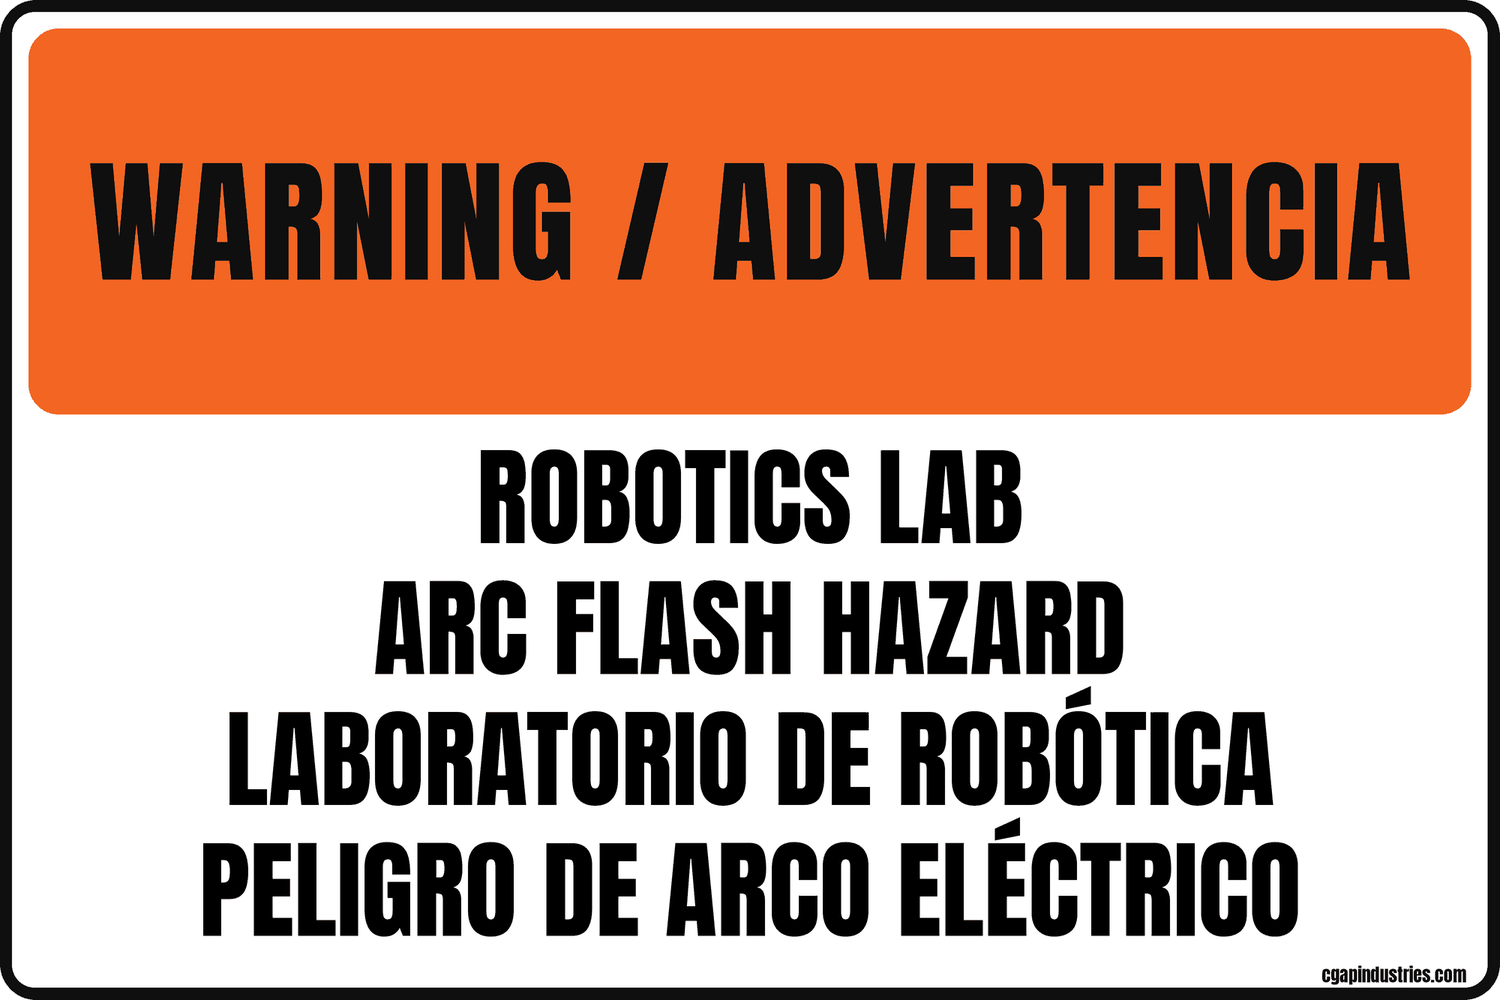 WARNING / ADVERTENCIA
ROBOTICS LAB
ARC FLASH HAZARD
LABORATORIO DE ROBÓTICA
PELIGRO DE ARCO ELÉCTRICO
cgapindustries.com